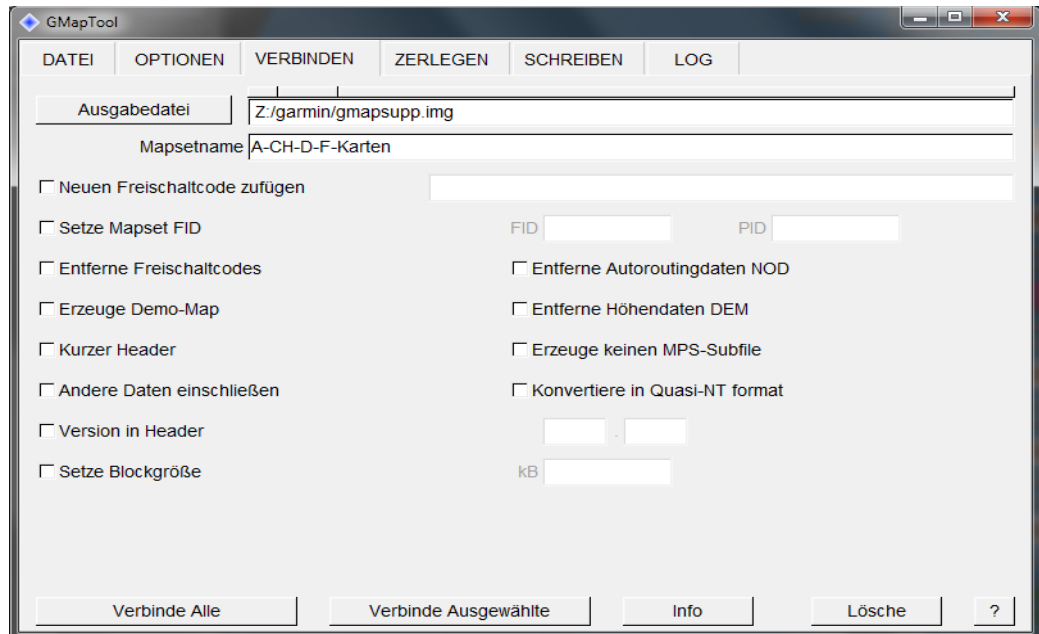 GMapTool
DATEI OPTIONEN VERBINDEN ZERLEGEN SCHREIBEN LOG
Ausgabedatei Z:/garmin/gmapsupp.img
Mapsetname A-CH-D-F-Karten
Neuen Freischaltcode zufügen
Setze Mapset FID FID PID
Entferne Freischaltcodes Entferne Autoroutingdaten NOD
Erzeuge Demo-Map Entferne Höhendaten DEM
Kurzer Header Erzeuge keinen MPS-Subfile
Andere Daten einschließen Konvertiere in Quasi-NT format
Version in Header .
Setze Blockgröße kB
Verbinde Alle Verbinde Ausgewählte Info Lösche ?